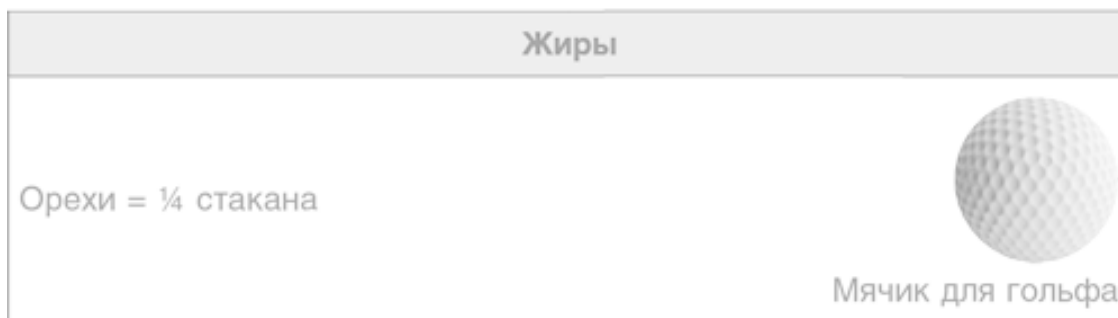 Жиры
Орехи = ¼ стакана
Мячик для гольфа